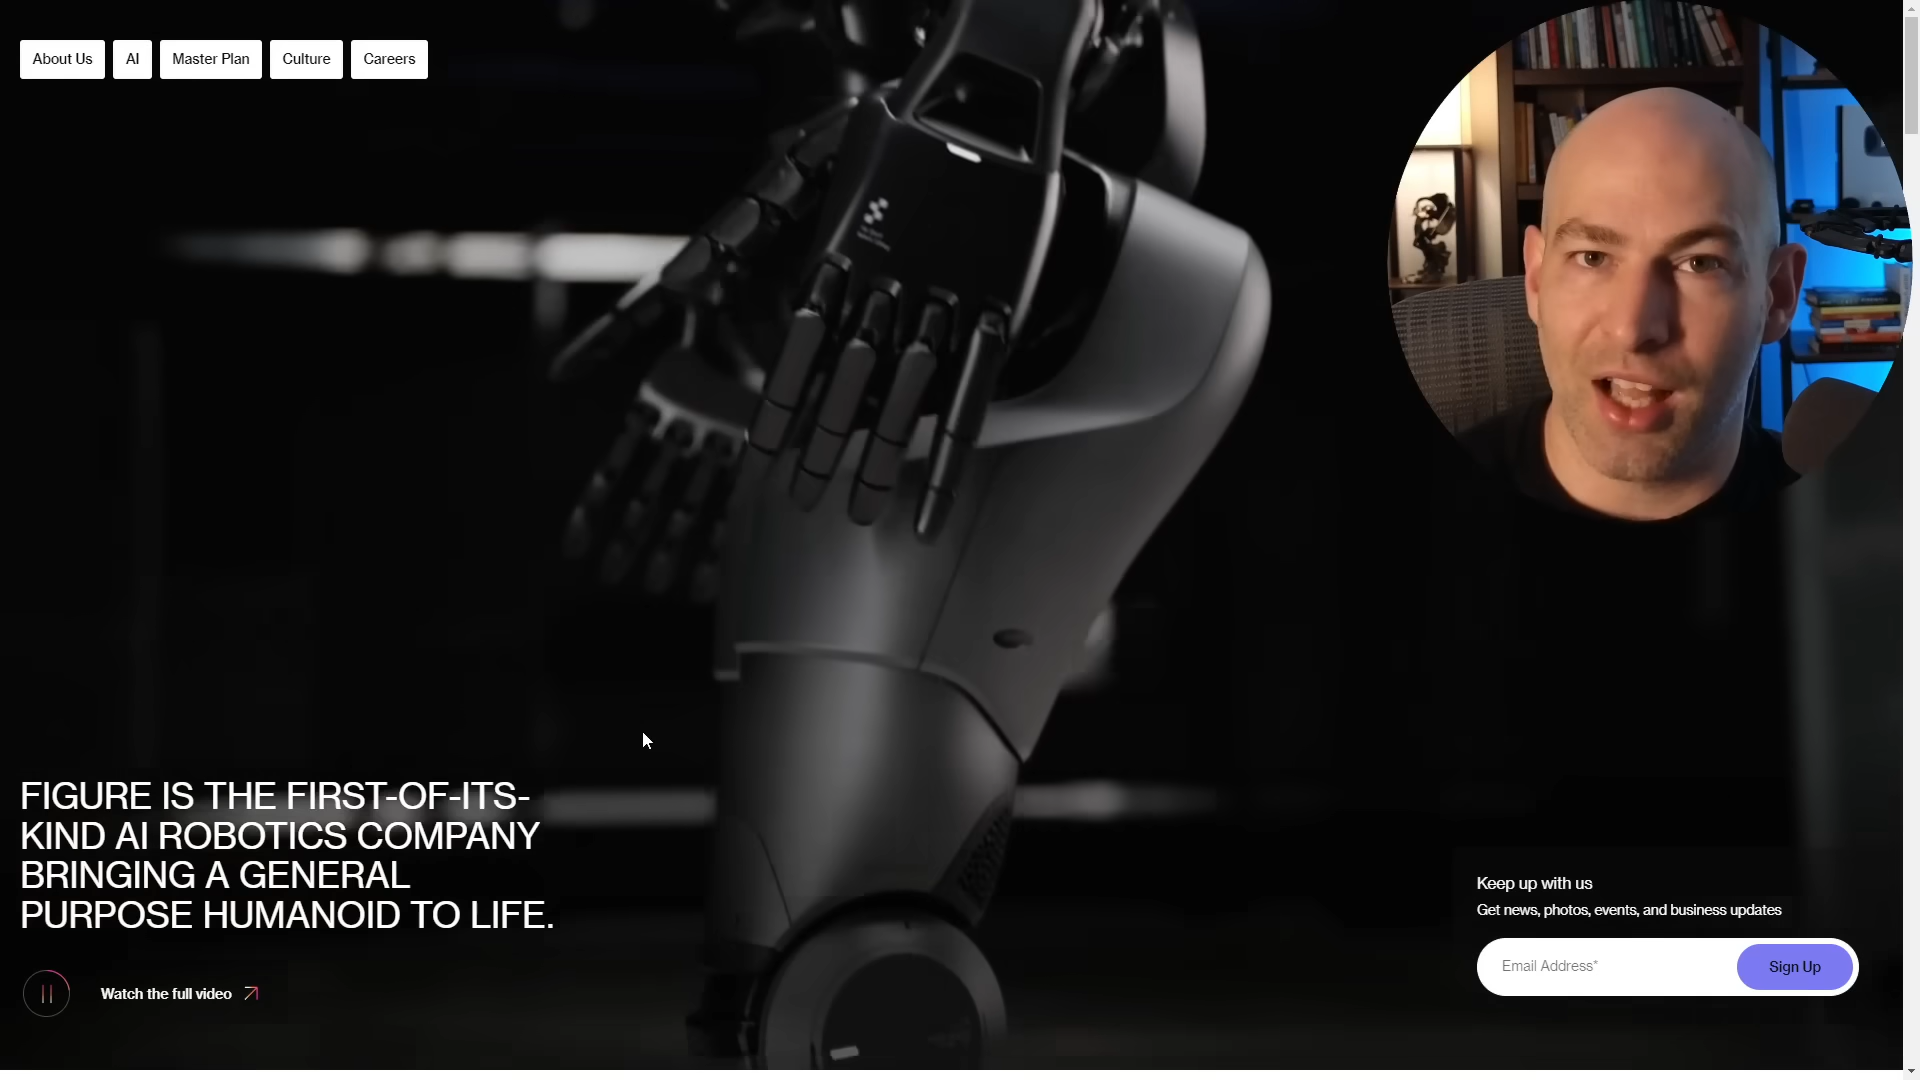 About Us
AI
Master Plan
Culture
Careers
FIGURE IS THE FIRST-OF-ITS-
KIND AI ROBOTICS COMPANY
BRINGING A GENERAL
PURPOSE HUMANOID TO LIFE.
Watch the full video
Keep up with us
Get news, photos, events, and business updates
Email Address*
Sign Up